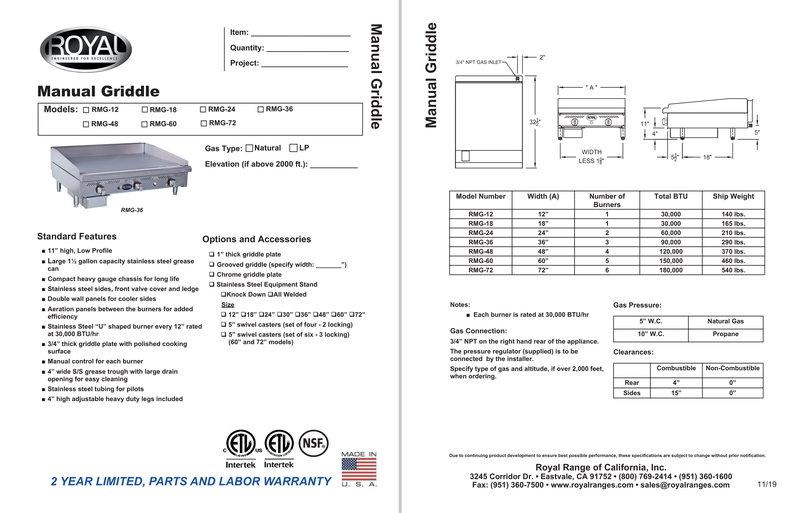 ROYAL
ENGINEERED FOR EXCELLENCE
Item:
Quantity:
Project:
Manual Griddle
Manual Griddle
Models: RMG-12 RMG-18 RMG-24 RMG-36
RMG-48 RMG-60 RMG-72
Gas Type: Natural LP
Elevation (if above 2000 ft.):
RMG-36
Standard Features
■ 11" high, Low Profile
■ Large 1½ gallon capacity stainless steel grease
can
■ Compact heavy gauge chassis for long life
■ Stainless steel sides, front valve cover and ledge
■ Double wall panels for cooler sides
■ Aeration panels between the burners for added
efficiency
■ Stainless Steel "U" shaped burner every 12" rated
at 30,000 BTU/hr
■ 3/4" thick griddle plate with polished cooking
surface
■ Manual control for each burner
■ 4" wide S/S grease trough with large drain
opening for easy cleaning
■ Stainless steel tubing for pilots
■ 4" high adjustable heavy duty legs included
Options and Accessories
❑ 1" thick griddle plate
❑ Grooved griddle (specify width: _______")
❑ Chrome griddle plate
❑ Stainless Steel Equipment Stand
❑Knock Down ❑All Welded
Size
❑ 12" ❑18" ❑24" ❑30" ❑36" ❑48" ❑60" ❑72"
❑ 5" swivel casters (set of four - 2 locking)
❑ 5" swivel casters (set of six - 3 locking)
(60" and 72" models)
C ETL US ETL NSF®
Intertek Intertek
MADE IN
U. S. A.
2 YEAR LIMITED, PARTS AND LABOR WARRANTY
Manual Griddle
3/4" NPT GAS INLET
2"
32½"
" A "
ROYAL
WIDTH
LESS 1¾"
11"
4"
5"
5½"
18"
Model Number Width (A) Number of Burners Total BTU Ship Weight
RMG-12 12" 1 30,000 140 lbs.
RMG-18 18" 1 30,000 165 lbs.
RMG-24 24" 2 60,000 210 lbs.
RMG-36 36" 3 90,000 290 lbs.
RMG-48 48" 4 120,000 370 lbs.
RMG-60 60" 5 150,000 460 lbs.
RMG-72 72" 6 180,000 540 lbs.
Notes:
■ Each burner is rated at 30,000 BTU/hr
Gas Connection:
3/4" NPT on the right hand rear of the appliance.
The pressure regulator (supplied) is to be
connected by the installer.
Specify type of gas and altitude, if over 2,000 feet,
when ordering.
Gas Pressure:
5" W.C. Natural Gas
10" W.C. Propane
Clearances:
Combustible Non-Combustible
Rear 4" 0"
Sides 15" 0"
Due to continuing product development to ensure best possible performance, these specifications are subject to change without prior notification.
Royal Range of California, Inc.
3245 Corridor Dr. • Eastvale, CA 91752 • (800) 769-2414 • (951) 360-1600
Fax: (951) 360-7500 • www.royalranges.com • sales@royalranges.com
11/19